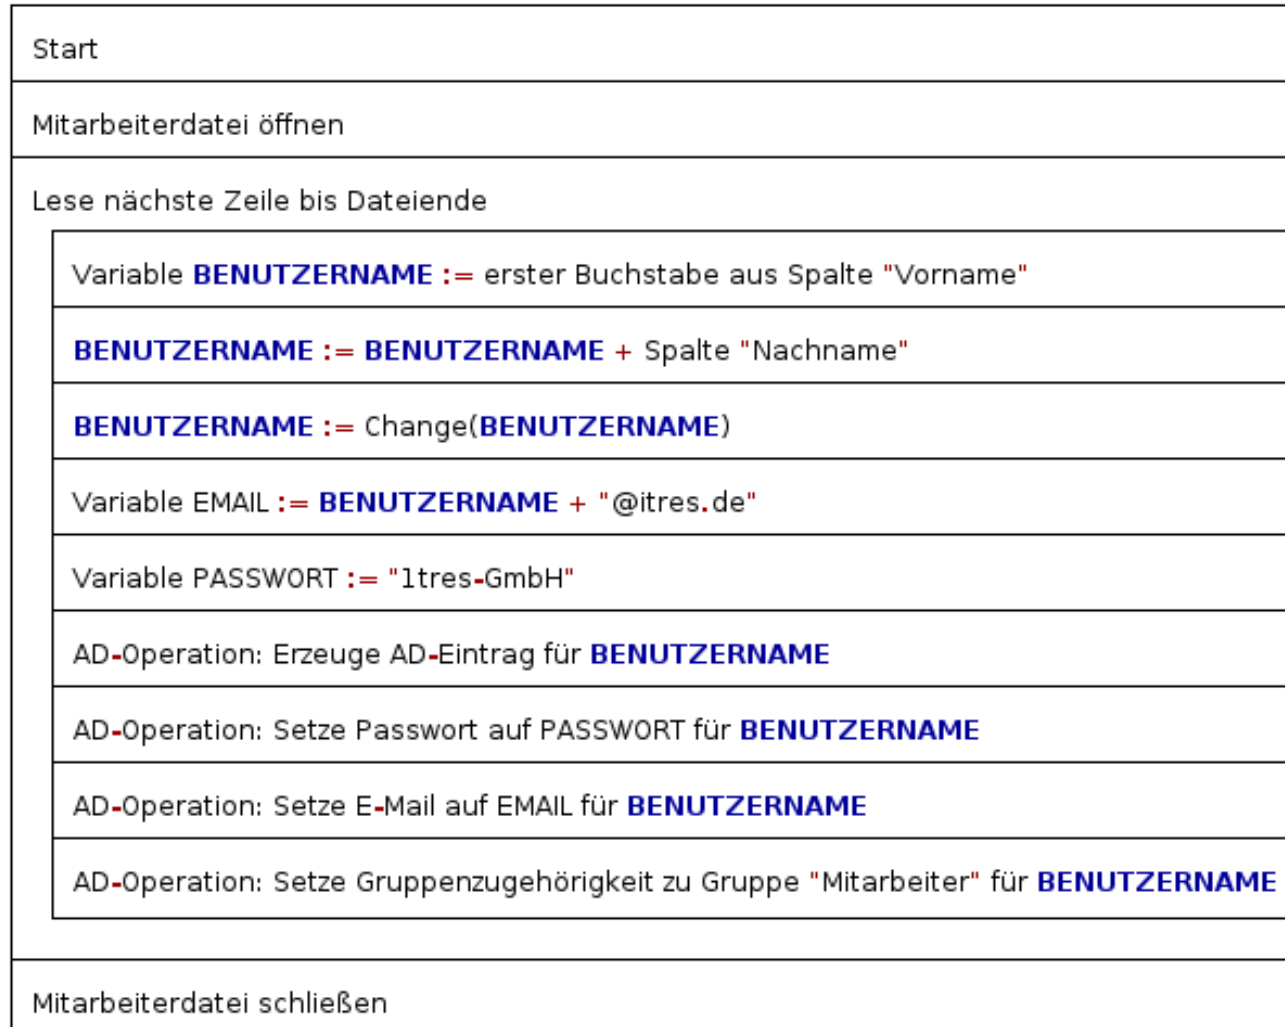 Start
Mitarbeiterdatei öffnen
Lese nächste Zeile bis Dateiende
Variable BENUTZERNAME := erster Buchstabe aus Spalte "Vorname"
BENUTZERNAME := BENUTZERNAME + Spalte "Nachname"
BENUTZERNAME := Change(BENUTZERNAME)
Variable EMAIL := BENUTZERNAME + "@itres.de"
Variable PASSWORT := "1tres-GmbH"
AD-Operation: Erzeuge AD-Eintrag für BENUTZERNAME
AD-Operation: Setze Passwort auf PASSWORT für BENUTZERNAME
AD-Operation: Setze E-Mail auf EMAIL für BENUTZERNAME
AD-Operation: Setze Gruppenzugehörigkeit zu Gruppe "Mitarbeiter" für BENUTZERNAME
Mitarbeiterdatei schließen